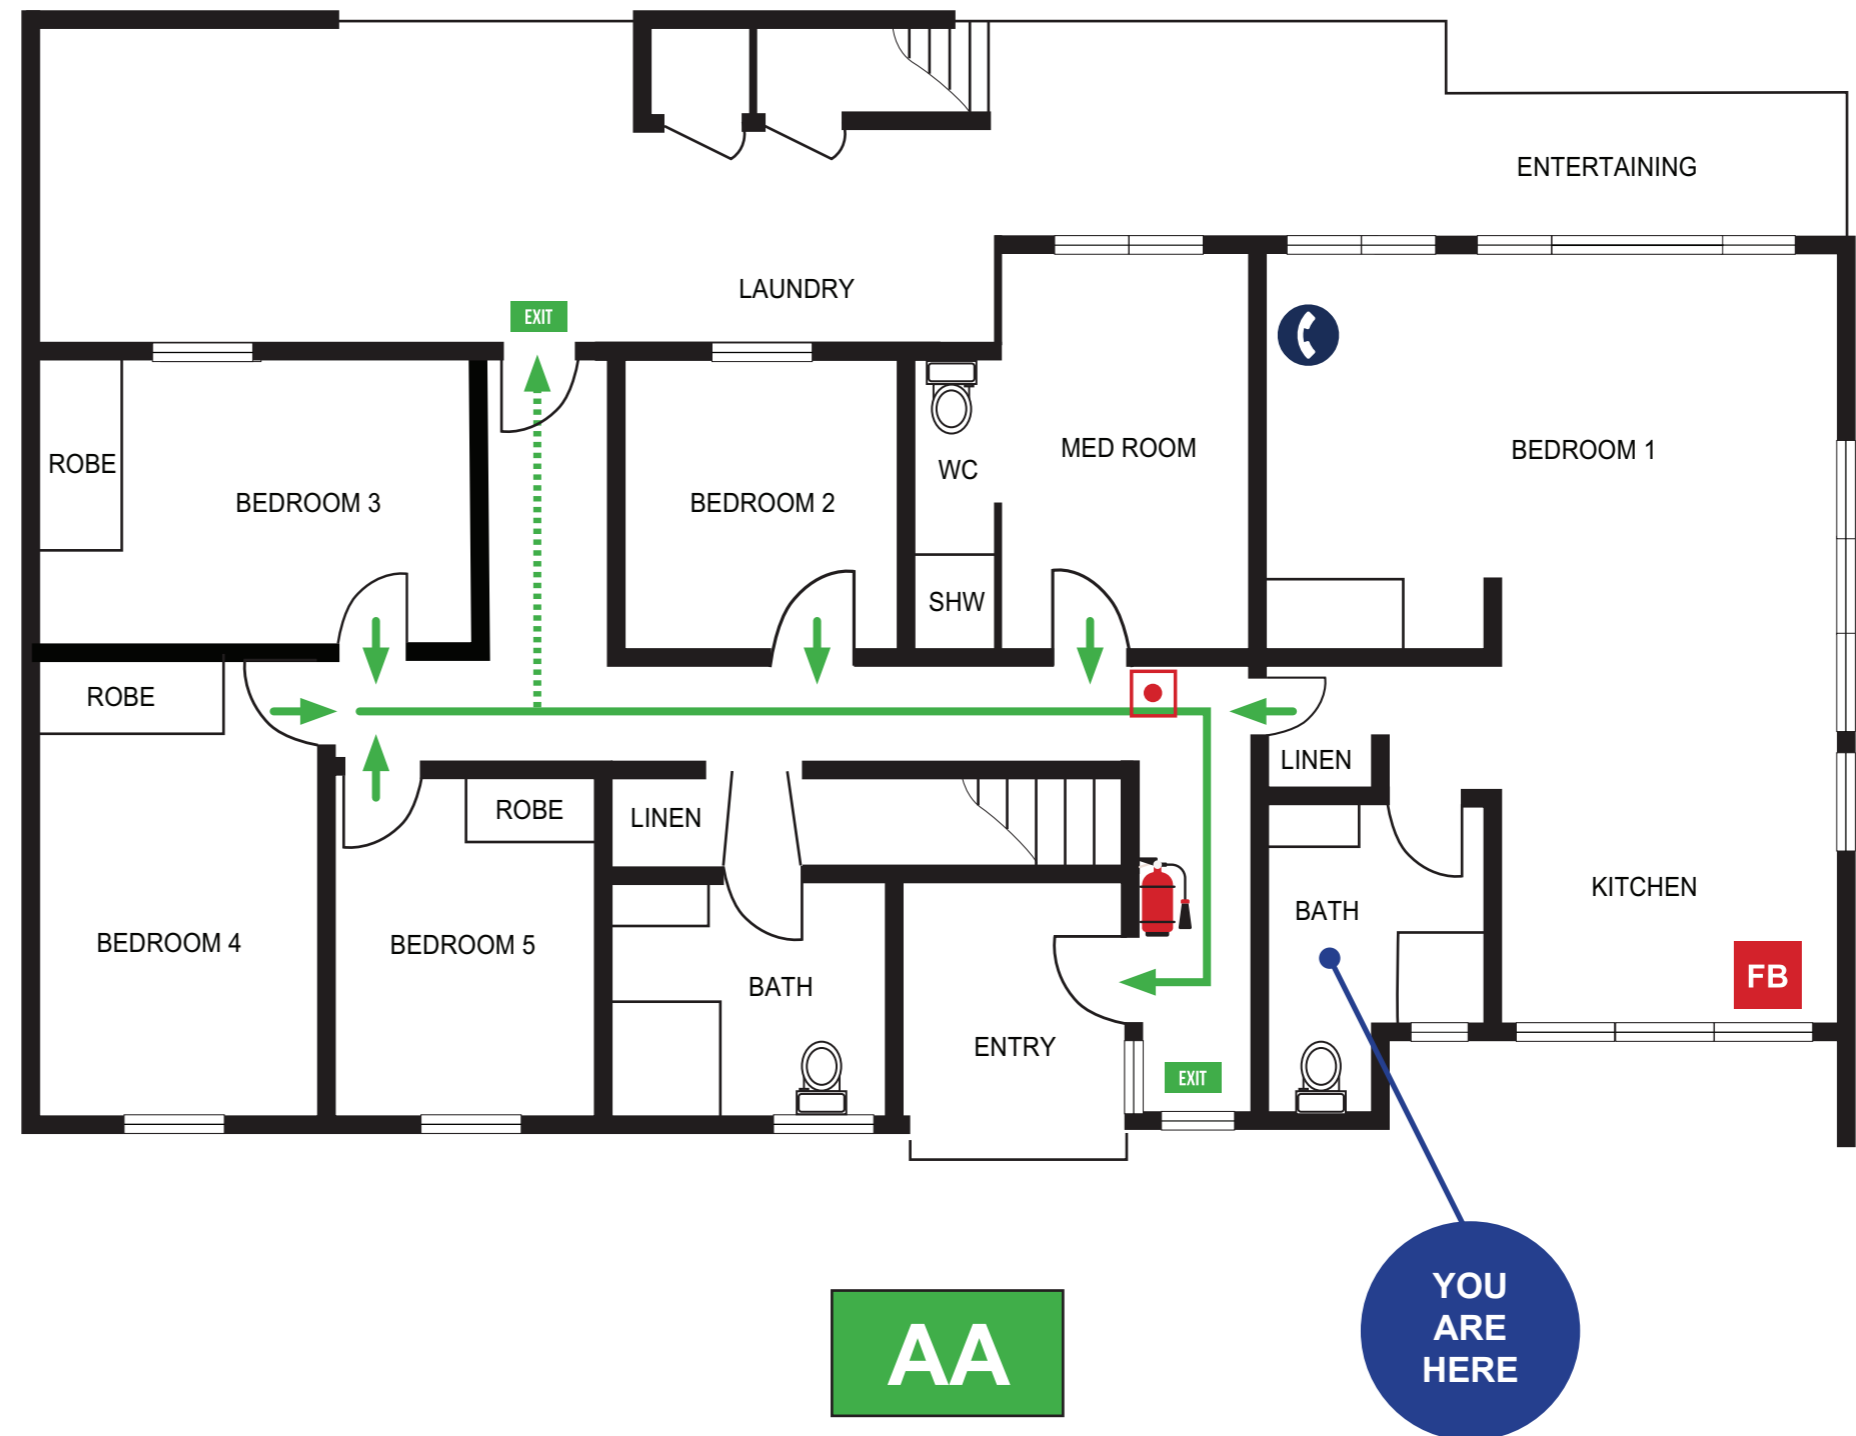 ENTERTAINING
LAUNDRY
EXIT
ROBE
BEDROOM 3
BEDROOM 2
WC
MED ROOM
BEDROOM 1
SHW
ROBE
LINEN
ROBE
LINEN
BEDROOM 4
BEDROOM 5
BATH
BATH
KITCHEN
FB
ENTRY
EXIT
YOU
ARE
HERE
AA